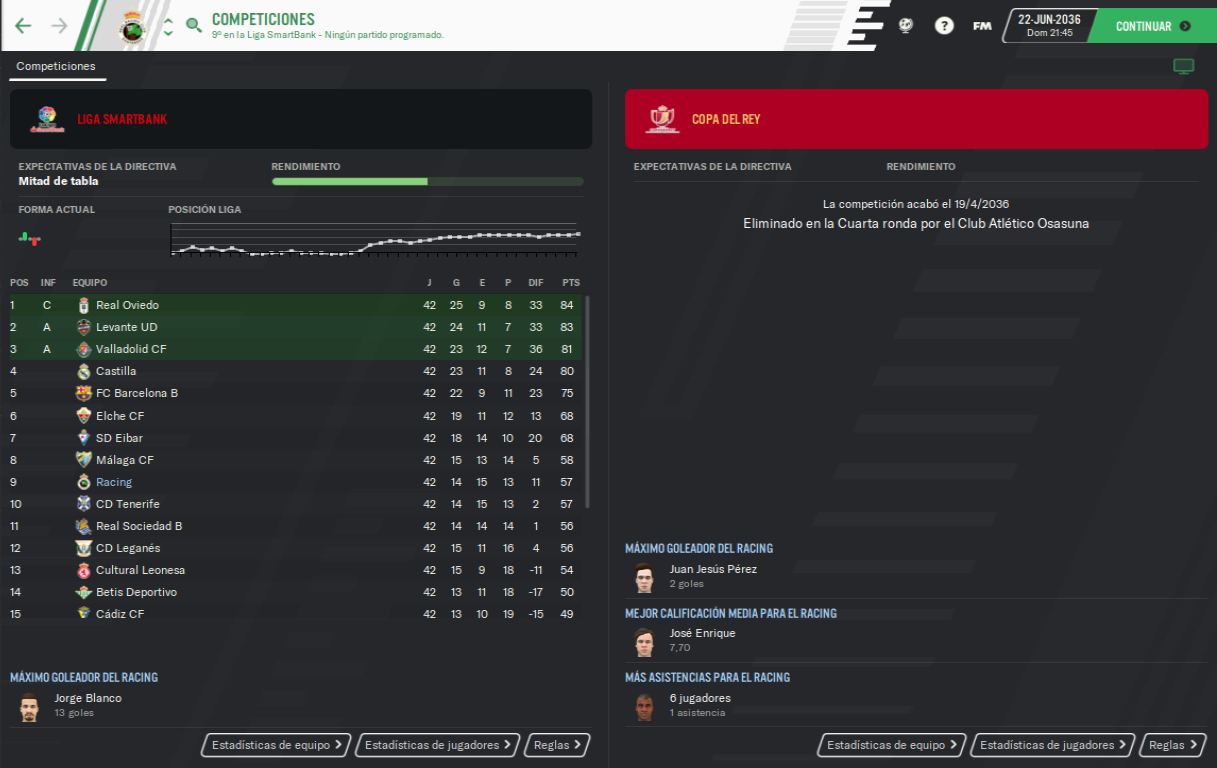 COMPETICIONES
9º en la Liga SmartBank - Ningún partido programado.
?
FM
22-JUN-2036
Dom 21:45
CONTINUAR
Competiciones
LIGA SMARTBANK
EXPECTATIVAS DE LA DIRECTIVA RENDIMIENTO
Mitad de tabla
FORMA ACTUAL POSICIÓN LIGA
POS INF EQUIPO J G E P DIF PTS
1 C Real Oviedo 42 25 9 8 33 84
2 A Levante UD 42 24 11 7 33 83
3 A Valladolid CF 42 23 12 7 36 81
4 Castilla 42 23 11 8 24 80
5 FC Barcelona B 42 22 9 11 23 75
6 Elche CF 42 19 11 12 13 68
7 SD Eibar 42 18 14 10 20 68
8 Málaga CF 42 15 13 14 5 58
9 Racing 42 14 15 13 11 57
10 CD Tenerife 42 14 15 13 2 57
11 Real Sociedad B 42 14 14 14 1 56
12 CD Leganés 42 15 11 16 4 56
13 Cultural Leonesa 42 15 9 18 -11 54
14 Betis Deportivo 42 13 11 18 -17 50
15 Cádiz CF 42 13 10 19 -15 49
MÁXIMO GOLEADOR DEL RACING
Jorge Blanco
13 goles
Estadísticas de equipo Estadísticas de jugadores Reglas
COPA DEL REY
EXPECTATIVAS DE LA DIRECTIVA RENDIMIENTO
La competición acabó el 19/4/2036
Eliminado en la Cuarta ronda por el Club Atlético Osasuna
MÁXIMO GOLEADOR DEL RACING
Juan Jesús Pérez
2 goles
MEJOR CALIFICACIÓN MEDIA PARA EL RACING
José Enrique
7,70
MÁS ASISTENCIAS PARA EL RACING
6 jugadores
1 asistencia
Estadísticas de equipo Estadísticas de jugadores Reglas